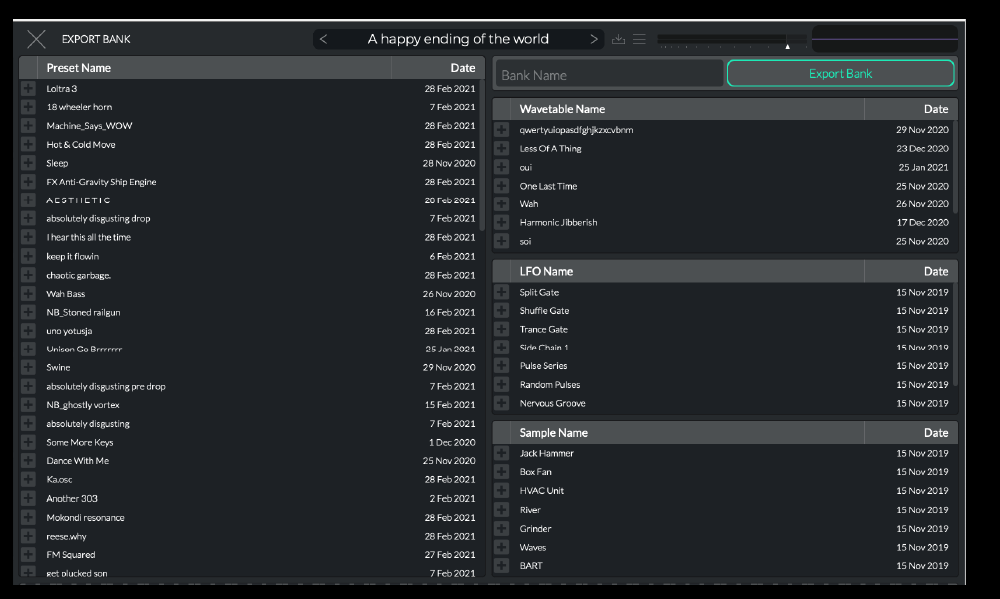 EXPORT BANK
< A happy ending of the world >
Preset Name Date
Loltra 3 28 Feb 2021
18 wheeler horn 7 Feb 2021
Machine_Says_WOW 28 Feb 2021
Hot & Cold Move 28 Feb 2021
Sleep 28 Nov 2020
FX Anti-Gravity Ship Engine 28 Feb 2021
A E S T H E T I C 28 Feb 2021
absolutely disgusting drop 7 Feb 2021
I hear this all the time 28 Feb 2021
keep it flowin 6 Feb 2021
chaotic garbage. 28 Feb 2021
Wah Bass 26 Nov 2020
NB_Stoned railgun 16 Feb 2021
uno yotusja 28 Feb 2021
Unison Go Brrrrrrr 25 Jan 2021
Swine 29 Nov 2020
absolutely disgusting pre drop 7 Feb 2021
NB_ghostly vortex 15 Feb 2021
absolutely disgusting 7 Feb 2021
Some More Keys 1 Dec 2020
Dance With Me 25 Nov 2020
Ka.osc 28 Feb 2021
Another 303 2 Feb 2021
Mokondi resonance 28 Feb 2021
reese.why 28 Feb 2021
FM Squared 27 Feb 2021
get plucked son 7 Feb 2021
Bank Name Export Bank
Wavetable Name Date
qwertyuiopasdfghjkzxcvbnm 29 Nov 2020
Less Of A Thing 23 Dec 2020
oui 25 Jan 2021
One Last Time 25 Nov 2020
Wah 26 Nov 2020
Harmonic Jibberish 17 Dec 2020
soi 25 Nov 2020
LFO Name Date
Split Gate 15 Nov 2019
Shuffle Gate 15 Nov 2019
Trance Gate 15 Nov 2019
Side Chain 1 15 Nov 2019
Pulse Series 15 Nov 2019
Random Pulses 15 Nov 2019
Nervous Groove 15 Nov 2019
Sample Name Date
Jack Hammer 15 Nov 2019
Box Fan 15 Nov 2019
HVAC Unit 15 Nov 2019
River 15 Nov 2019
Grinder 15 Nov 2019
Waves 15 Nov 2019
BART 15 Nov 2019